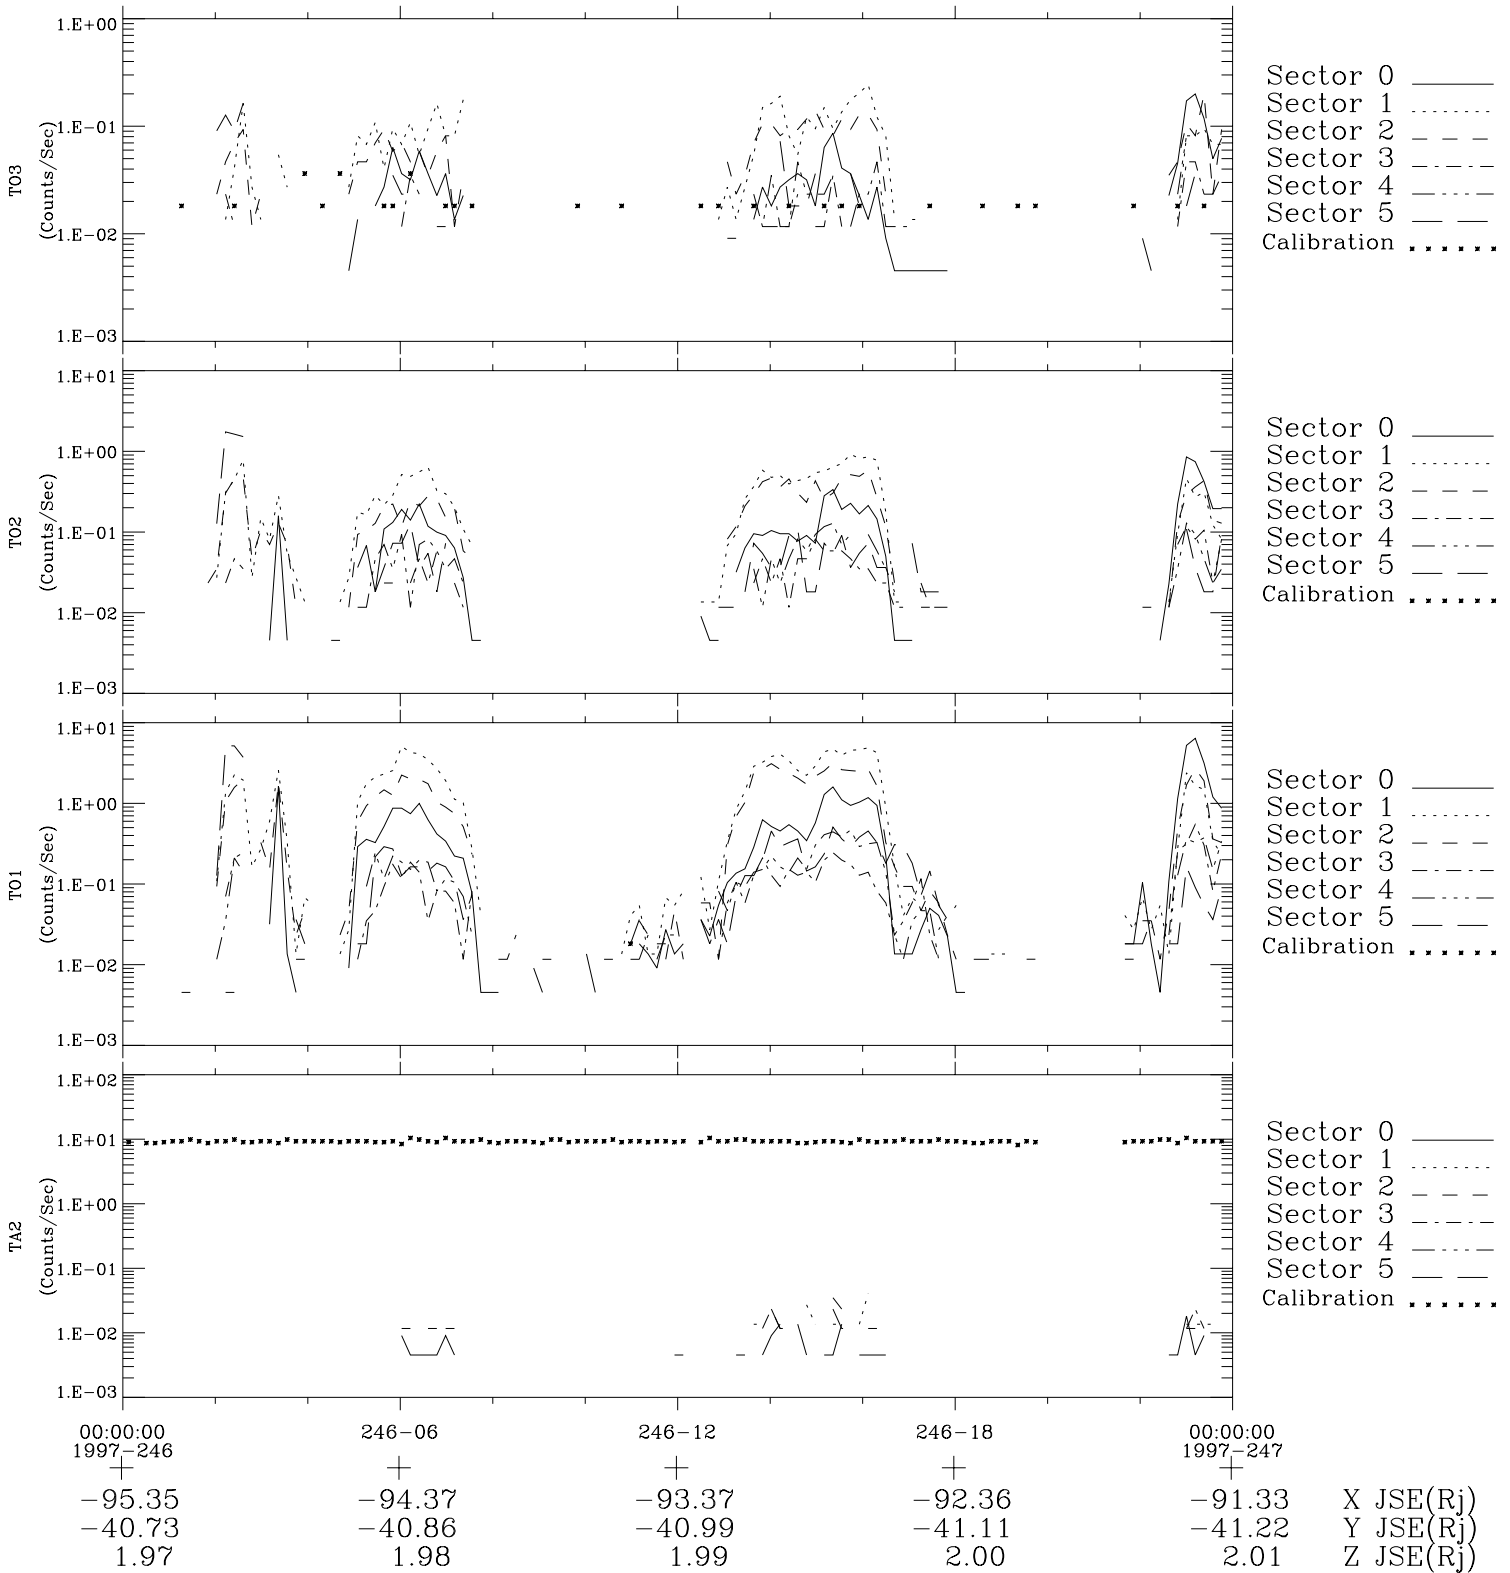 1.E+00
1.E-01
1.E-02
1.E-03
TO3
(Counts/Sec)
Sector 0
Sector 1
Sector 2
Sector 3
Sector 4
Sector 5
Calibration
1.E+01
1.E+00
1.E-01
1.E-02
1.E-03
TO2
(Counts/Sec)
Sector 0
Sector 1
Sector 2
Sector 3
Sector 4
Sector 5
Calibration
1.E+01
1.E+00
1.E-01
1.E-02
1.E-03
TO1
(Counts/Sec)
Sector 0
Sector 1
Sector 2
Sector 3
Sector 4
Sector 5
Calibration
1.E+02
1.E+01
1.E+00
1.E-01
1.E-02
1.E-03
TA2
(Counts/Sec)
Sector 0
Sector 1
Sector 2
Sector 3
Sector 4
Sector 5
Calibration
00:00:00 246-06 246-12 246-18 00:00:00
1997-246 1997-247
-95.35 -94.37 -93.37 -92.36 -91.33 X JSE(Rj)
-40.73 -40.86 -40.99 -41.11 -41.22 Y JSE(Rj)
1.97 1.98 1.99 2.00 2.01 Z JSE(Rj)